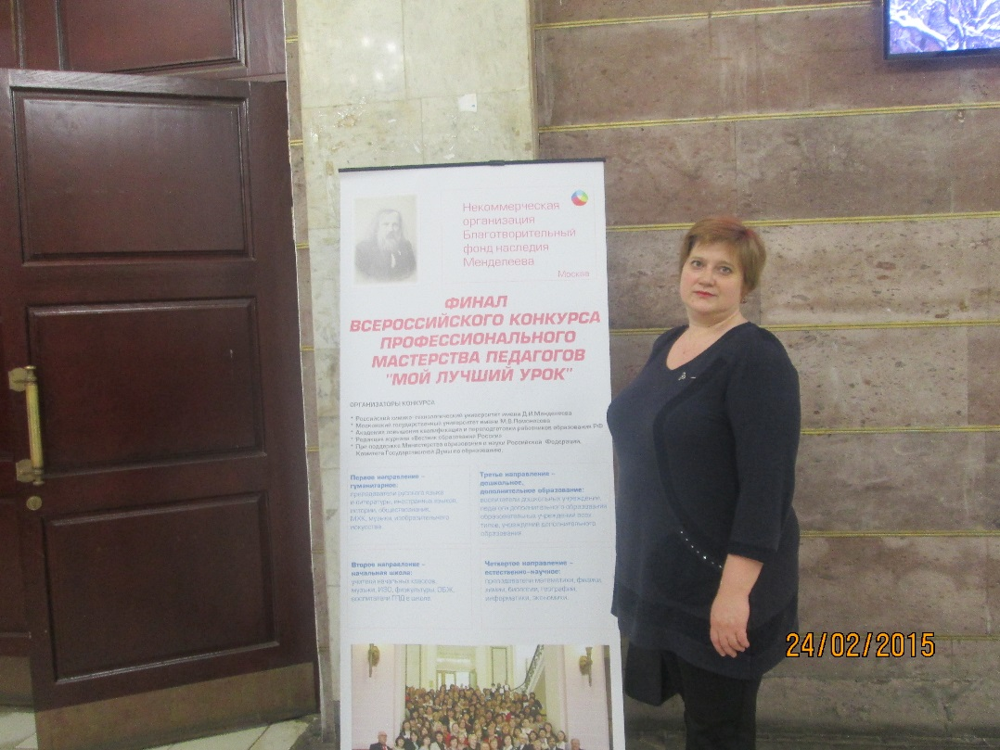 Некоммерческая
организация
Благотворительный
фонд наследия
Менделеева
Москва
ФИНАЛ
ВСЕРОССИЙСКОГО КОНКУРСА
ПРОФЕССИОНАЛЬНОГО
МАСТЕРСТВА ПЕДАГОГОВ
"МОЙ ЛУЧШИЙ УРОК"
ОРГАНИЗАТОРЫ КОНКУРСА
* Российский химико-технологический университет имени Д.И.Менделеева
* Московский государственный университет имени М.В.Ломоносова
* Академия повышения квалификации и переподготовки работников образования РФ
* Редакция журнала «Вестник образования России»
* При поддержке Министерства образования и науки Российской Федерации,
Комитета Государственной Думы по образованию.
Первое направление –
гуманитарное:
преподаватели русского языка
и литературы, иностранных языков,
истории, обществознания,
МХК, музыки, изобразительного
искусства
Третье направление –
дошкольное,
дополнительное образование:
воспитатели дошкольных учреждений,
педагоги дополнительного образования
образовательных учреждений всех
типов, учреждений дополнительного
образования
Второе направление –
начальная школа:
учителя начальных классов,
музыки, ИЗО, физкультуры, ОБЖ,
воспитатели ГПД в школе
Четвертое направление –
естественно-научное:
преподаватели математики, физики,
химии, биологии, географии,
информатики, экономики.
24/02/2015